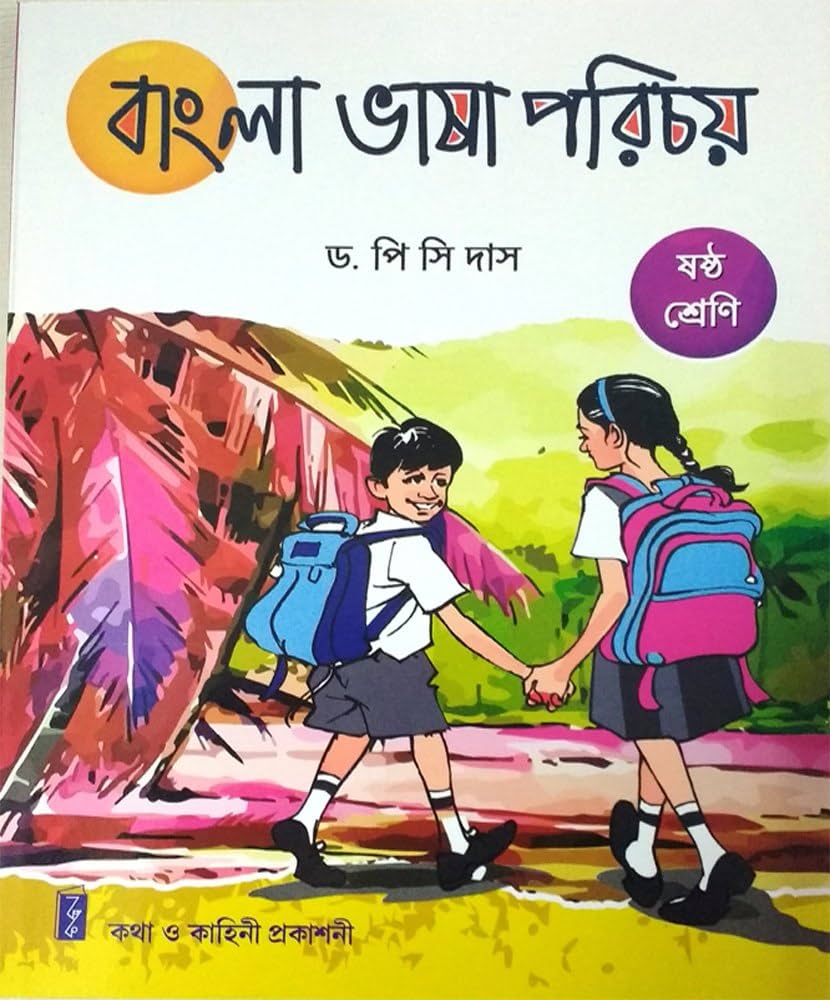 বাংলা ভাষা পরিচয়
ড. পি সি দাস
ষষ্ঠ
শ্রেণি
কথা ও কাহিনী প্রকাশনী